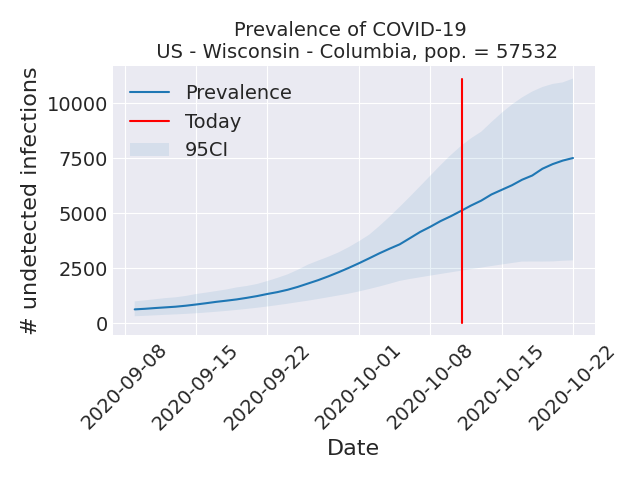 Prevalence of COVID-19
US - Wisconsin - Columbia, pop. = 57532
# undetected infections
10000
7500
5000
2500
0
Prevalence
Today
95CI
2020-09-08
2020-09-15
2020-09-22
2020-10-01
2020-10-08
2020-10-15
2020-10-22
Date